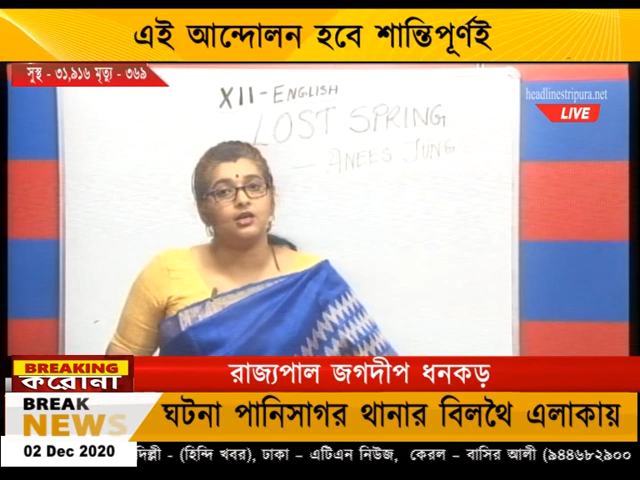 এই আন্দোলন হবে শান্তিপূর্ণই
সুস্থ - ৩১,৯১৬ মৃত্যু - ৩৬৯
headlinestripura.net
LIVE
XII - ENGLISH
LOST SPRING
- ANEES JUNG
BREAKING
করোনা
রাজ্যপাল জগদীপ ধনকড়
BREAK
NEWS
ঘটনা পানিসাগর থানার বিলথৈ এলাকায়
02 Dec 2020
দিল্লী - (হিন্দি খবর), ঢাকা - এটিএন নিউজ, কেরল - বাসির আলী (৯৪৪৬৮২৯০০